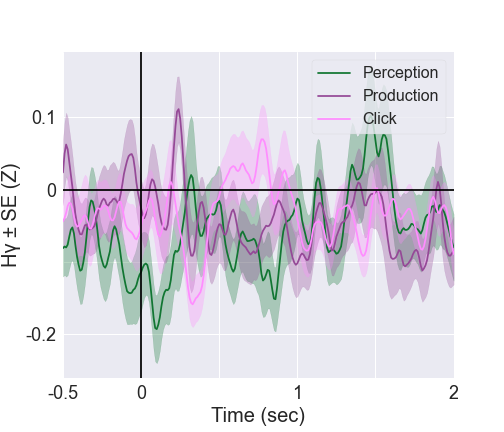 Perception
Production
Click
0.1
0
-0.2
Hγ ± SE (Z)
-0.5
0
1
2
Time (sec)